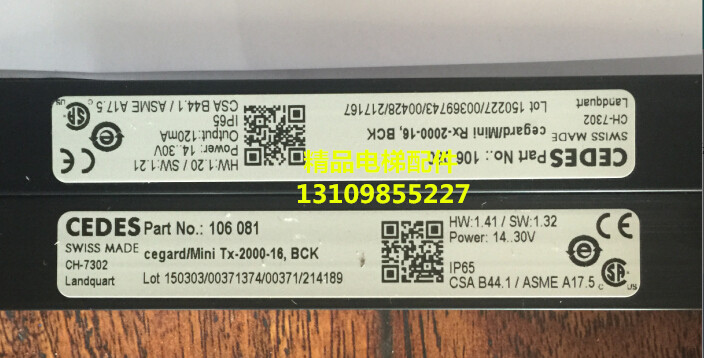 CEDES Part No.: 106
SWISS MADE
CH-7302
Landquart
cegard/Mini Rx-2000-16, BCK
Lot 150227/00369743/00428/217167
HW:1.20 / SW:1.21
Power: 14..30V
Output:120mA
IP65
CSA B44.1 / ASME A17.5
精品电梯配件
13109855227
CEDES Part No.: 106 081
SWISS MADE
CH-7302
Landquart
cegard/Mini Tx-2000-16, BCK
Lot 150303/00371374/00371/214189
HW:1.41 / SW:1.32
Power: 14..30V
IP65
CSA B44.1 / ASME A17.5